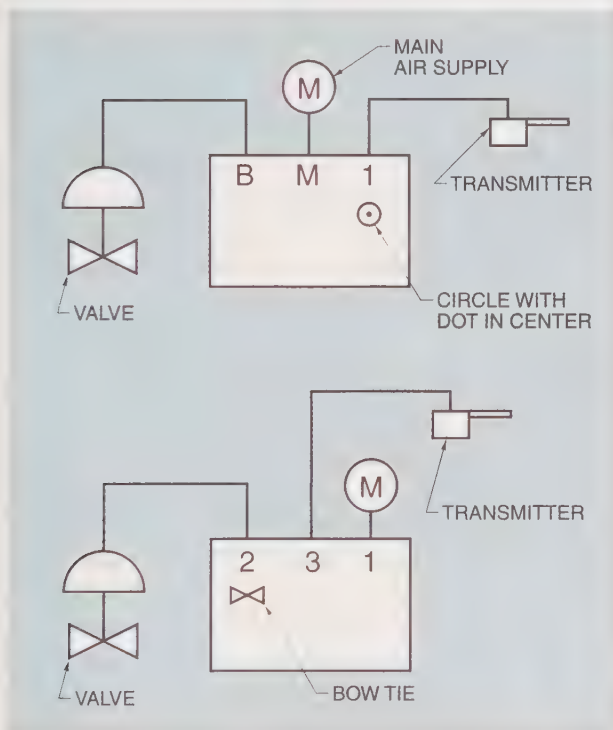 MAIN
AIR SUPPLY
M
B M 1
TRANSMITTER
CIRCLE WITH
DOT IN CENTER
VALVE
M
TRANSMITTER
2 3 1
BOW TIE
VALVE